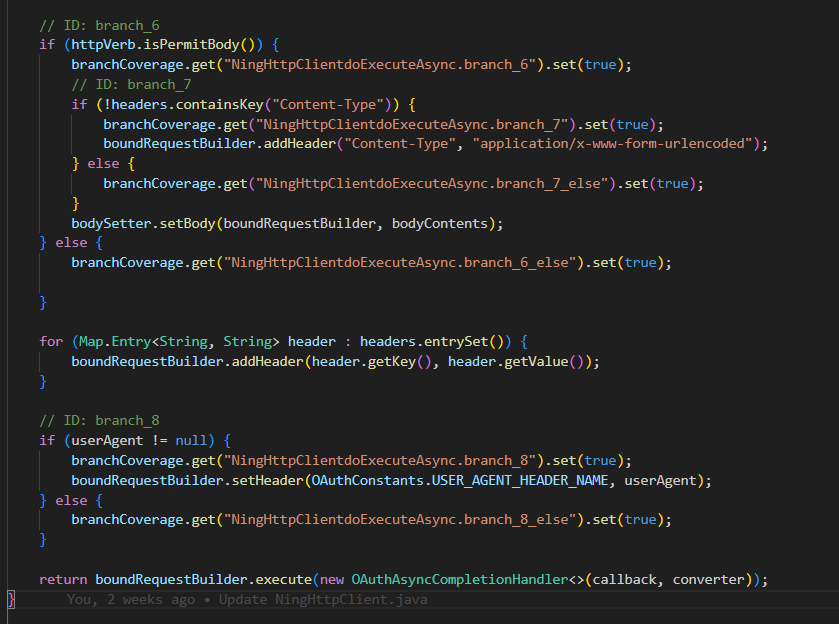 // ID: branch_6
if (httpVerb.isPermitBody()) {
branchCoverage.get("NingHttpClientdoExecuteAsync.branch_6").set(true);
// ID: branch_7
if (!headers.containsKey("Content-Type")) {
branchCoverage.get("NingHttpClientdoExecuteAsync.branch_7").set(true);
boundRequestBuilder.addHeader("Content-Type", "application/x-www-form-urlencoded");
} else {
branchCoverage.get("NingHttpClientdoExecuteAsync.branch_7_else").set(true);
}
bodySetter.setBody(boundRequestBuilder, bodyContents);
} else {
branchCoverage.get("NingHttpClientdoExecuteAsync.branch_6_else").set(true);
}
for (Map.Entry<String, String> header : headers.entrySet()) {
boundRequestBuilder.addHeader(header.getKey(), header.getValue());
}
// ID: branch_8
if (userAgent != null) {
branchCoverage.get("NingHttpClientdoExecuteAsync.branch_8").set(true);
boundRequestBuilder.setHeader(OAuthConstants.USER_AGENT_HEADER_NAME, userAgent);
} else {
branchCoverage.get("NingHttpClientdoExecuteAsync.branch_8_else").set(true);
}
return boundRequestBuilder.execute(new OAuthAsyncCompletionHandler<>(callback, converter));
} You, 2 weeks ago • Update NingHttpClient.java